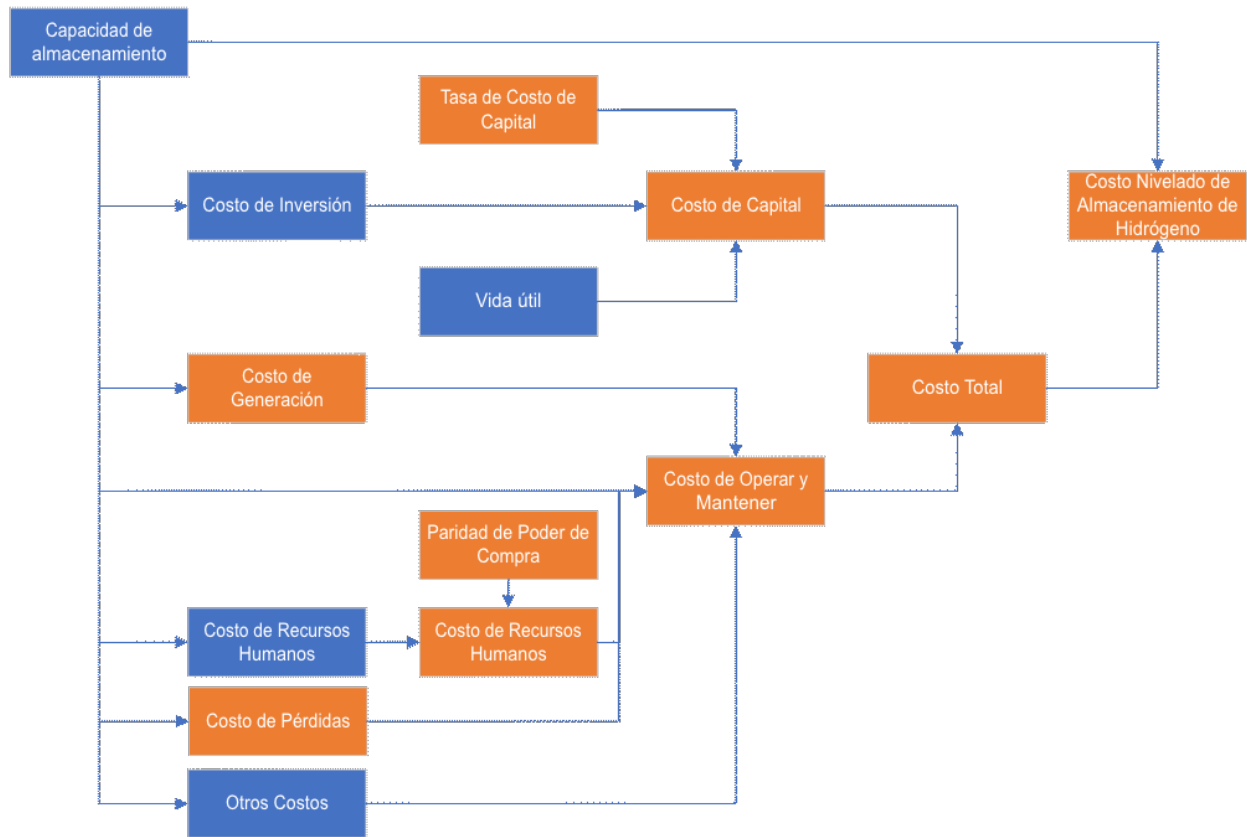 Capacidad de
almacenamiento
Tasa de Costo de
Capital
Costo de Inversión
Costo de Capital
Costo Nivelado de
Almacenamiento de
Hidrógeno
Vida útil
Costo de
Generación
Costo Total
Costo de Operar y
Mantener
Paridad de Poder de
Compra
Costo de Recursos
Humanos
Costo de Recursos
Humanos
Costo de Pérdidas
Otros Costos